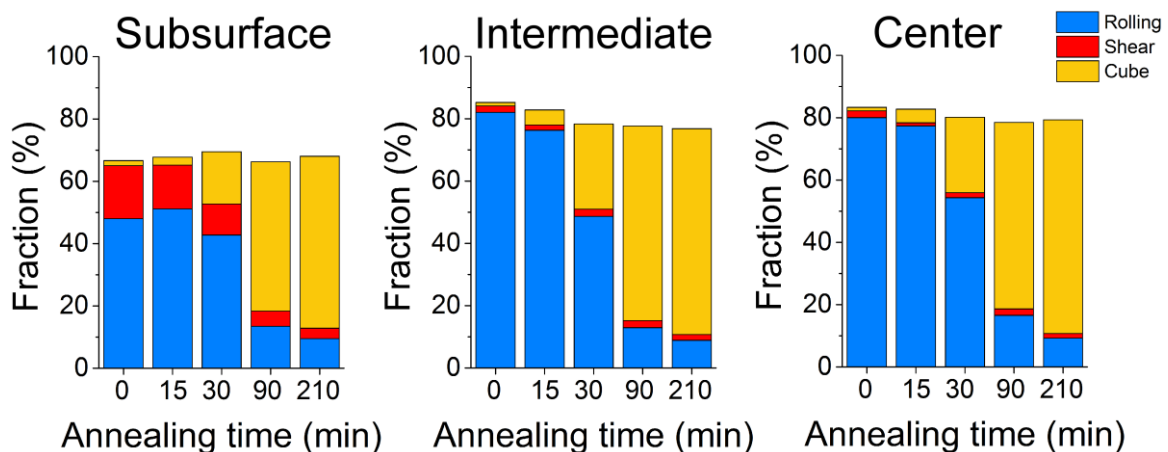 Subsurface
Intermediate
Center
Rolling
Shear
Cube
Fraction (%)
100
80
60
40
20
0
0 15 30 90 210
Annealing time (min)
Fraction (%)
100
80
60
40
20
0
0 15 30 90 210
Annealing time (min)
Fraction (%)
100
80
60
40
20
0
0 15 30 90 210
Annealing time (min)